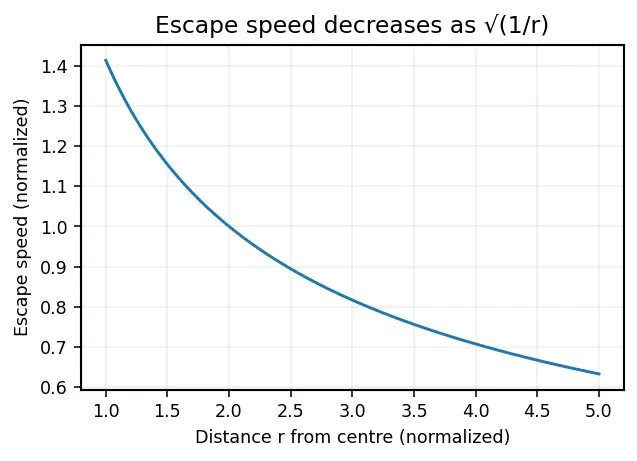 Escape speed decreases as √(1/r)
Escape speed (normalized)
1.4
1.3
1.2
1.1
1.0
0.9
0.8
0.7
0.6
1.0 1.5 2.0 2.5 3.0 3.5 4.0 4.5 5.0
Distance r from centre (normalized)